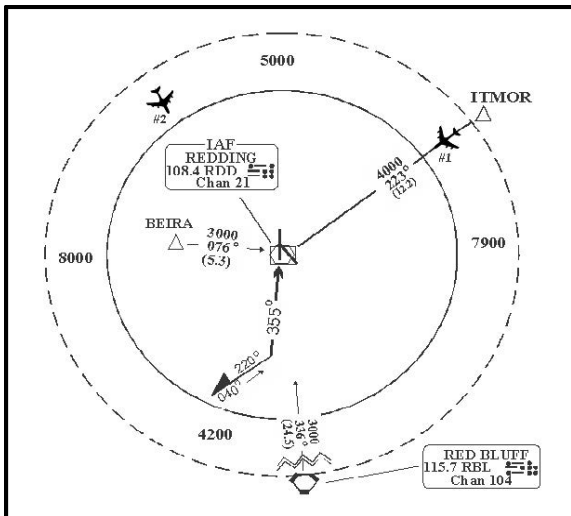 5000
ITMOR
#2
#1
IAF
REDDING
108.4 RDD
Chan 21
4000
223°
(12.2)
BEIRA
3000
076°
(5.3)
8000
7900
355°
220°
040°
4200
3000
336°
(24.5)
RED BLUFF
115.7 RBL
Chan 104